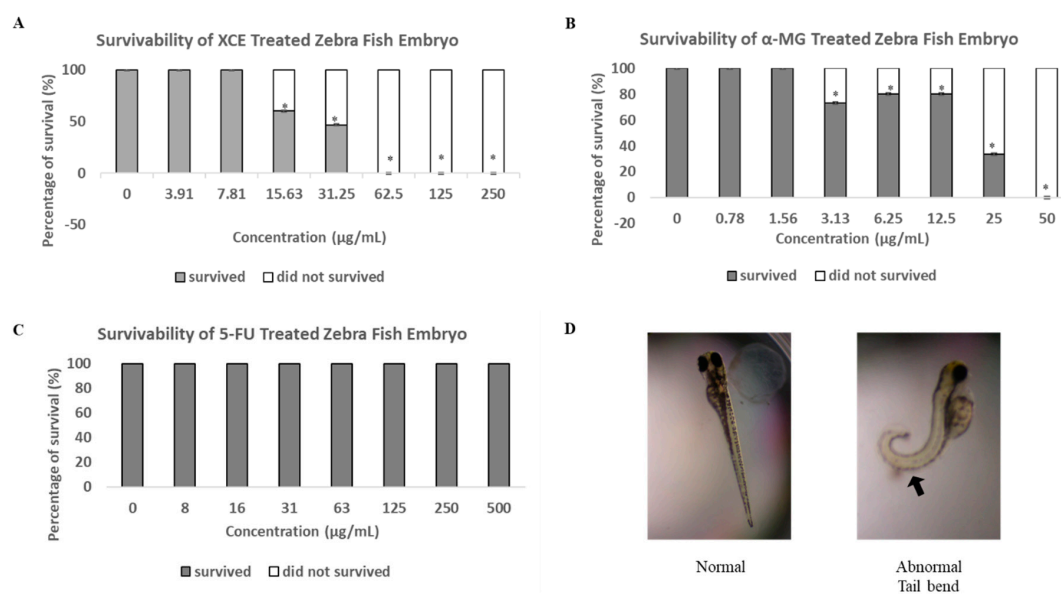 A
Survivability of XCE Treated Zebra Fish Embryo
Percentage of survival (%)
100
50
0
-50
* * * * *
0 3.91 7.81 15.63 31.25 62.5 125 250
Concentration (µg/mL)
survived did not survived
B
Survivability of α-MG Treated Zebra Fish Embryo
Percentage of survival (%)
100
80
60
40
20
0
-20
* * * * *
0 0.78 1.56 3.13 6.25 12.5 25 50
Concentration (µg/mL)
survived did not survived
C
Survivability of 5-FU Treated Zebra Fish Embryo
Percentage of survival (%)
100
80
60
40
20
0
0 8 16 31 63 125 250 500
Concentration (µg/mL)
survived did not survived
D
Normal
Abnormal
Tail bend